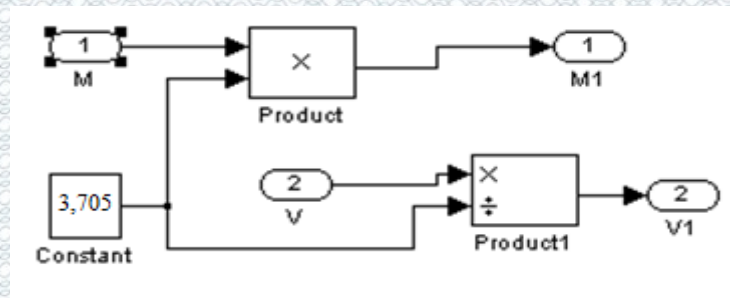 1
M
×
Product
1
M1
3,705
Constant
2
V
×
÷
Product1
2
V1